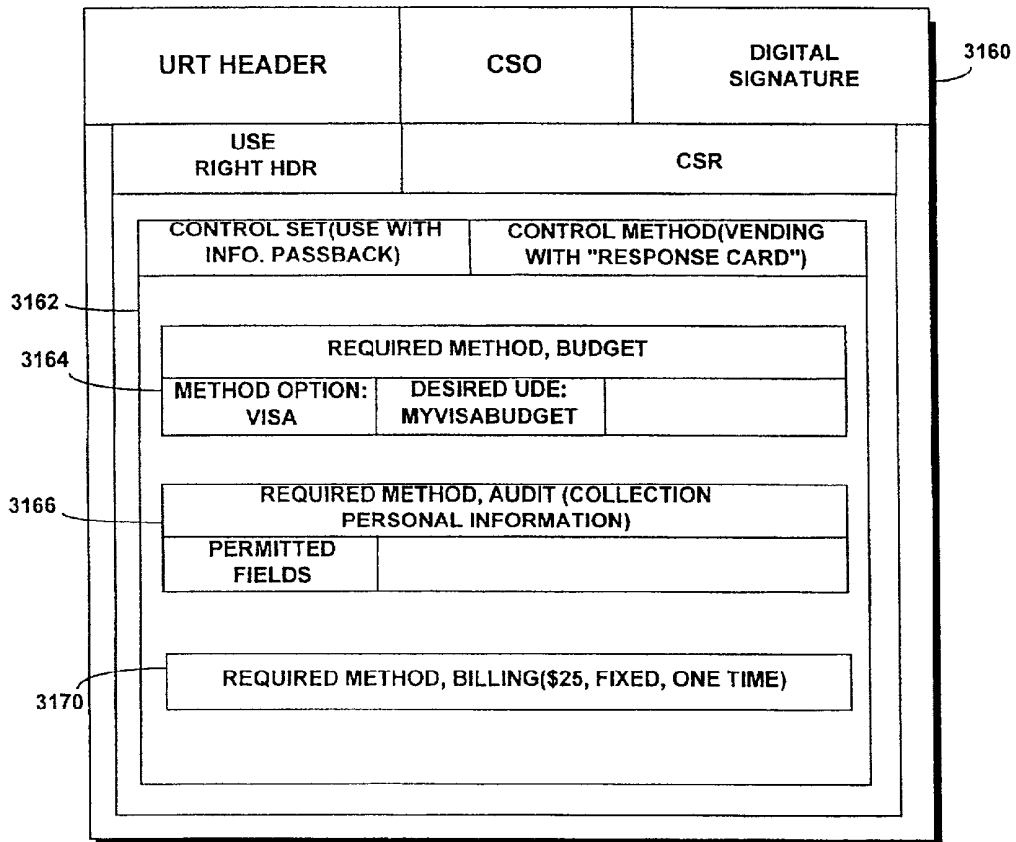 URT HEADER
CSO
DIGITAL
SIGNATURE
3160
USE
RIGHT HDR
CSR
CONTROL SET(USE WITH
INFO. PASSBACK)
CONTROL METHOD(VENDING
WITH "RESPONSE CARD")
3162
REQUIRED METHOD, BUDGET
3164
METHOD OPTION:
VISA
DESIRED UDE:
MYVISABUDGET
REQUIRED METHOD, AUDIT (COLLECTION
PERSONAL INFORMATION)
3166
PERMITTED
FIELDS
REQUIRED METHOD, BILLING($25, FIXED, ONE TIME)
3170